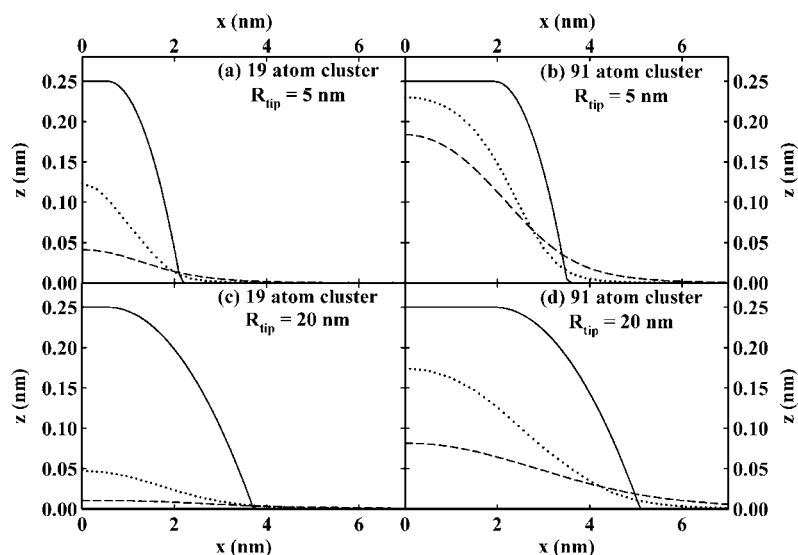 x (nm)
x (nm)
0 2 4 6 0 2 4 6
(a) 19 atom cluster
R_tip = 5 nm
(b) 91 atom cluster
R_tip = 5 nm
z (nm)
0.25
0.20
0.15
0.10
0.05
0.00
0.25
0.20
0.15
0.10
0.05
0.00
z (nm)
(c) 19 atom cluster
R_tip = 20 nm
(d) 91 atom cluster
R_tip = 20 nm
z (nm)
0.25
0.20
0.15
0.10
0.05
0.00
0.25
0.20
0.15
0.10
0.05
0.00
z (nm)
0 2 4 6 0 2 4 6
x (nm)
x (nm)